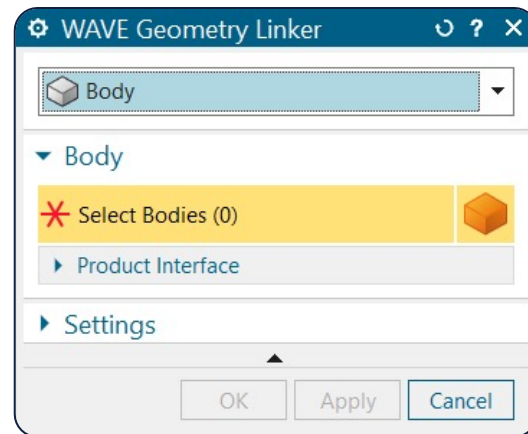 WAVE Geometry Linker ?
Body
Body
Select Bodies (0)
Product Interface
Settings
OK Apply Cancel